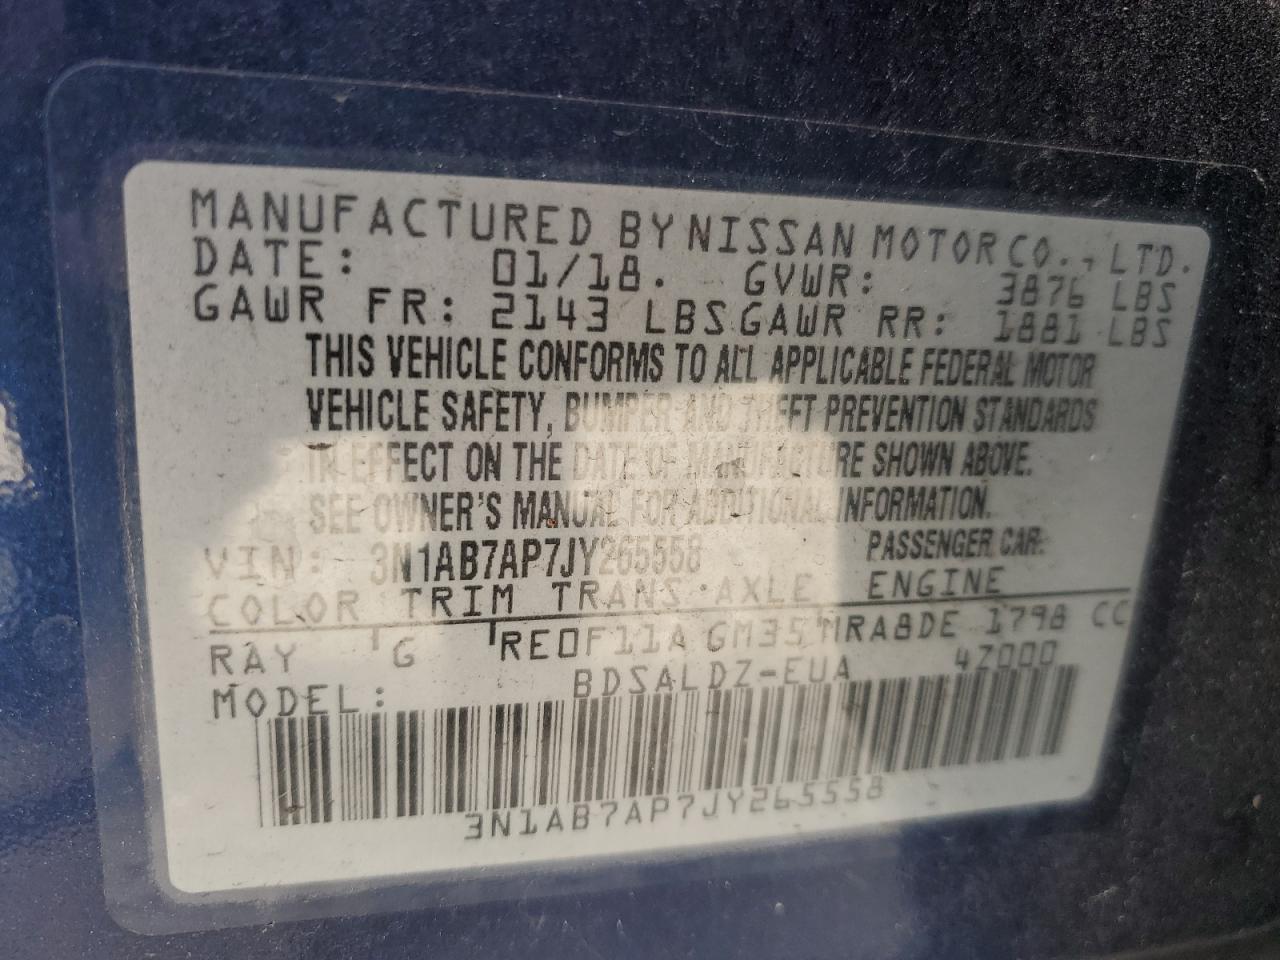 MANUFACTURED BY NISSAN MOTOR CO., LTD.
DATE: 01/18. GVWR: 3876 LBS
GAWR FR: 2143 LBS GAWR RR: 1881 LBS
THIS VEHICLE CONFORMS TO ALL APPLICABLE FEDERAL MOTOR
VEHICLE SAFETY, BUMPER AND THEFT PREVENTION STANDARDS
IN EFFECT ON THE DATE OF MANUFACTURE SHOWN ABOVE.
SEE OWNER'S MANUAL FOR ADDITIONAL INFORMATION.
VIN: 3N1AB7AP7JY265558 PASSENGER CAR
COLOR TRIM TRANS AXLE ENGINE
RAY G RE0F11A GM35 MRA8DE 1798 CC
MODEL: BDSALDZ-EUA 47000
3N1AB7AP7JY265558